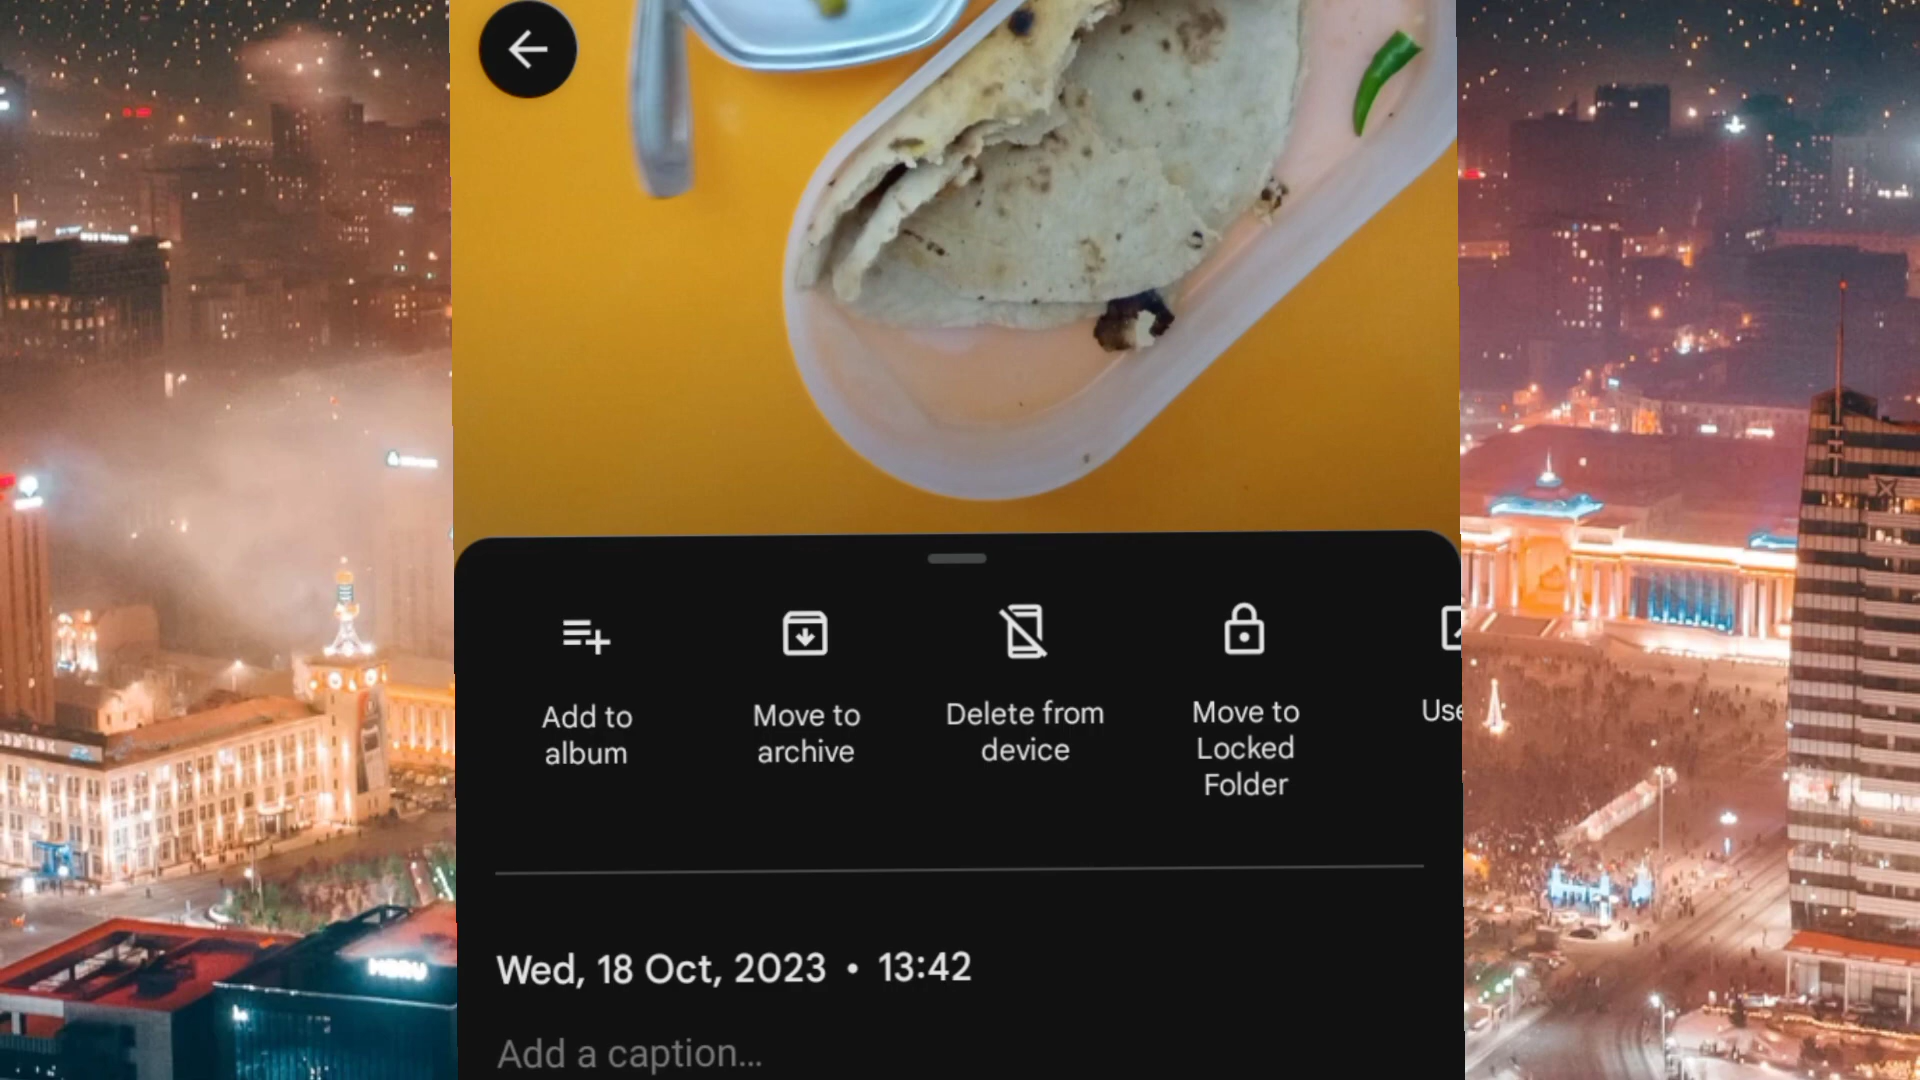 Add to
album
Move to
archive
Delete from
device
Move to
Locked
Folder
Use
Wed, 18 Oct, 2023 • 13:42
Add a caption...